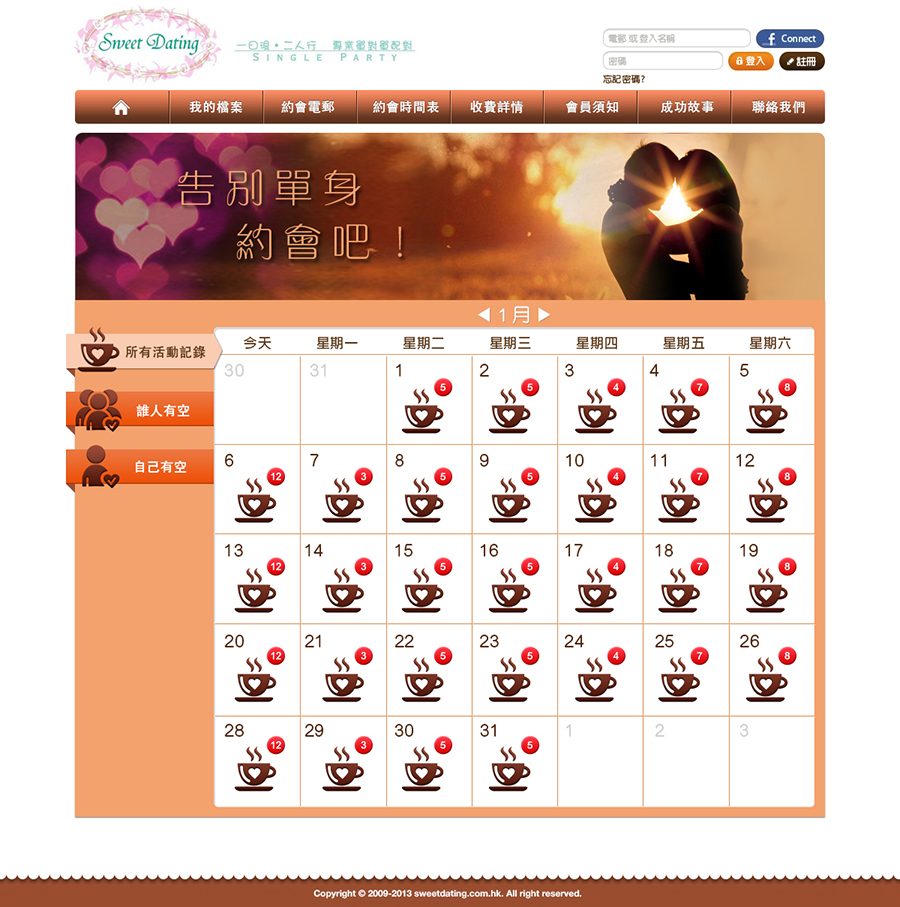 Sweet Dating
一日後・二人行 專業單對單配對
SINGLE PARTY
電郵 或 登入名稱
f Connect
密碼
登入
註冊
忘記密碼?
我的檔案 約會電郵 約會時間表 收費詳情 會員須知 成功故事 聯絡我們
告別單身
約會吧！
1月
所有活動記錄
誰人有空
自己有空
今天 星期一 星期二 星期三 星期四 星期五 星期六
30 31 1 2 3 4 5
5 5 4 7 8
6 7 8 9 10 11 12
12 3 5 5 4 7 8
13 14 15 16 17 18 19
12 3 5 5 4 7 8
20 21 22 23 24 25 26
12 3 5 5 4 7 8
28 29 30 31 1 2 3
12 3 5 5
Copyright © 2009-2013 sweetdating.com.hk. All right reserved.